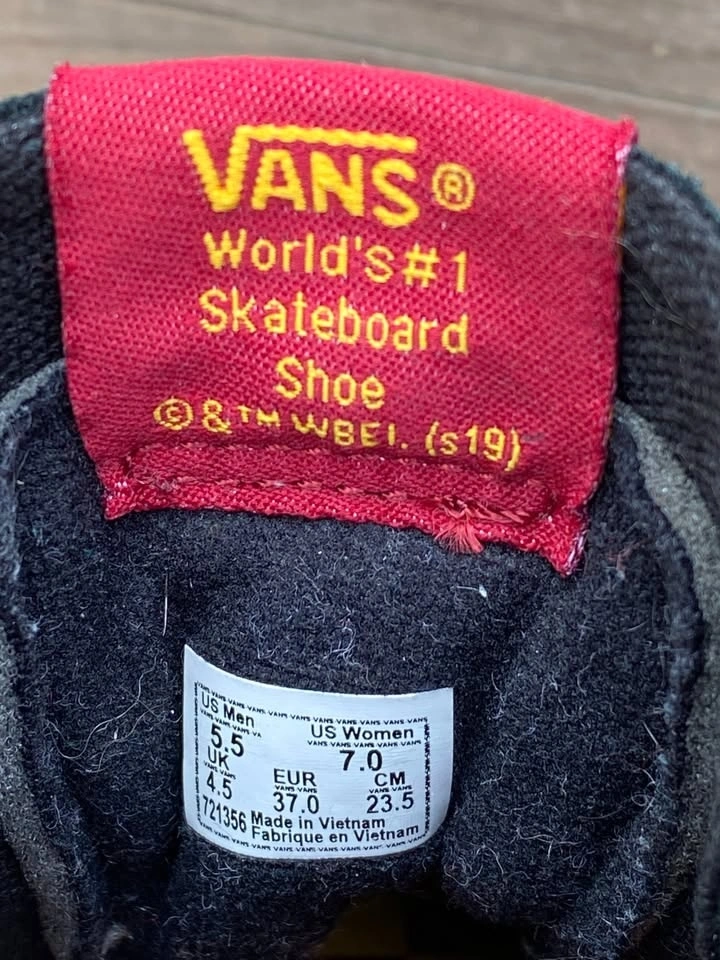 VANS®
World's #1
Skateboard
Shoe
©&™ WBEI. (s19)
US Men
5.5
US Women
7.0
UK
4.5
EUR
37.0
CM
23.5
721356
Made in Vietnam
Fabrique en Vietnam